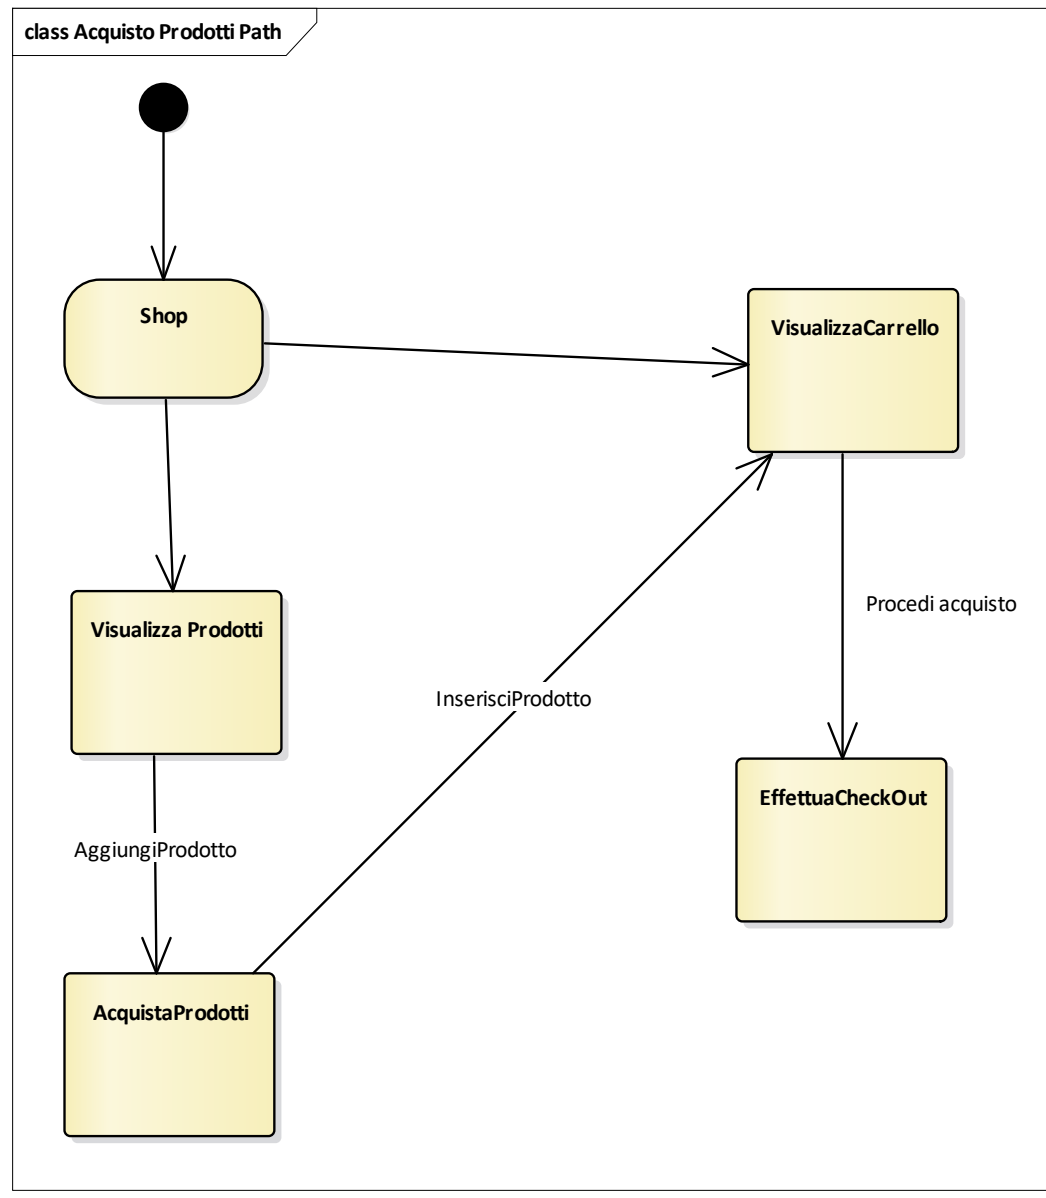 class Acquisto Prodotti Path
Shop
VisualizzaCarrello
Visualizza Prodotti
Procedi acquisto
InserisciProdotto
EffettuaCheckOut
AggiungiProdotto
AcquistaProdotti